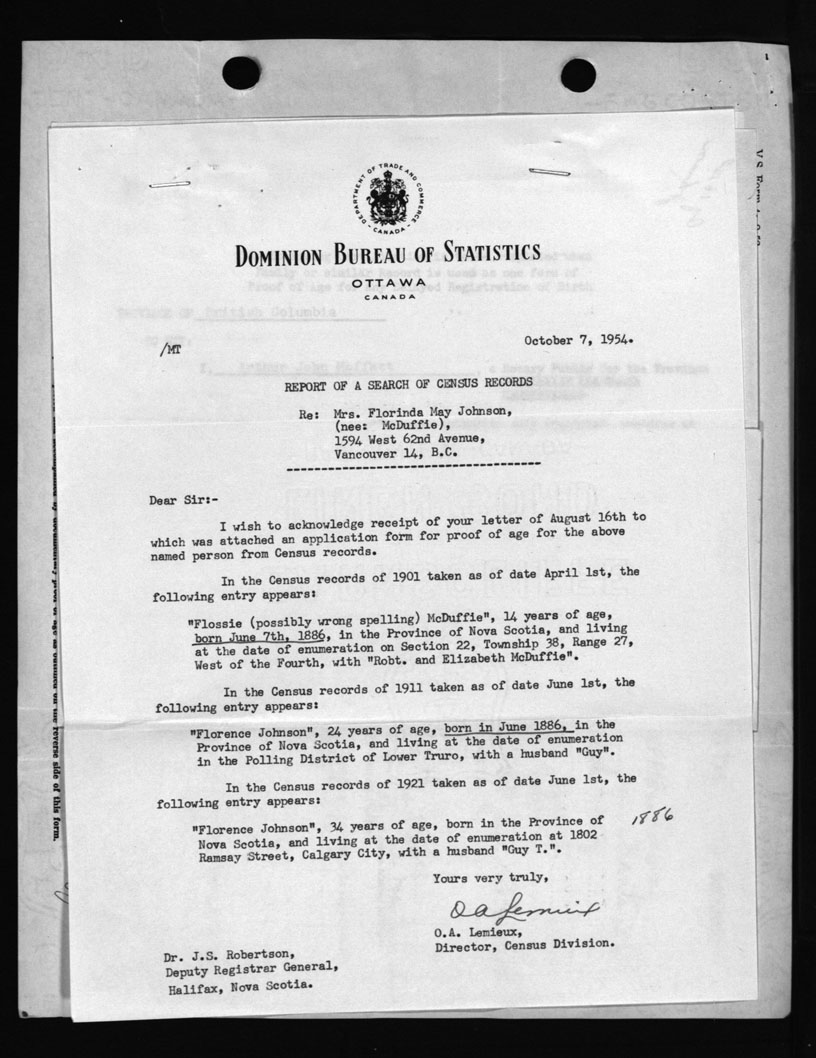 DEPARTMENT OF TRADE AND COMMERCE
CANADA
DOMINION BUREAU OF STATISTICS
OTTAWA
CANADA
October 7, 1954.
/MT
REPORT OF A SEARCH OF CENSUS RECORDS
Re: Mrs. Florinda May Johnson,
(nee: McDuffie),
1594 West 62nd Avenue,
Vancouver 14, B.C.
Dear Sir:-
I wish to acknowledge receipt of your letter of August 16th to
which was attached an application form for proof of age for the above
named person from Census records.
In the Census records of 1901 taken as of date April 1st, the
following entry appears:
"Flossie (possibly wrong spelling) McDuffie", 14 years of age,
born June 7th, 1886, in the Province of Nova Scotia, and living
at the date of enumeration on Section 22, Township 38, Range 27,
West of the Fourth, with "Robt. and Elizabeth McDuffie".
In the Census records of 1911 taken as of date June 1st, the
following entry appears:
"Florence Johnson", 24 years of age, born in June 1886, in the
Province of Nova Scotia, and living at the date of enumeration
in the Polling District of Lower Truro, with a husband "Guy".
In the Census records of 1921 taken as of date June 1st, the
following entry appears:
"Florence Johnson", 34 years of age, born in the Province of 1886
Nova Scotia, and living at the date of enumeration at 1802
Ramsay Street, Calgary City, with a husband "Guy T.".
Yours very truly,
O A Lemieux
O.A. Lemieux,
Director, Census Division.
Dr. J.S. Robertson,
Deputy Registrar General,
Halifax, Nova Scotia.
reverse side of this form.